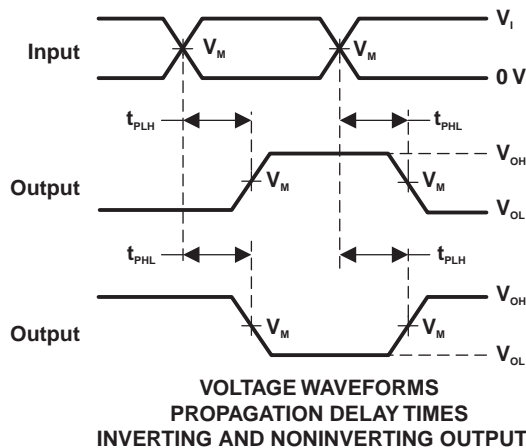 V_I
Input
V_M
V_M
0 V
t_PLH
t_PHL
V_OH
Output
V_M
V_M
V_OL
t_PHL
t_PLH
V_OH
Output
V_M
V_M
V_OL
VOLTAGE WAVEFORMS
PROPAGATION DELAY TIMES
INVERTING AND NONINVERTING OUTPUT